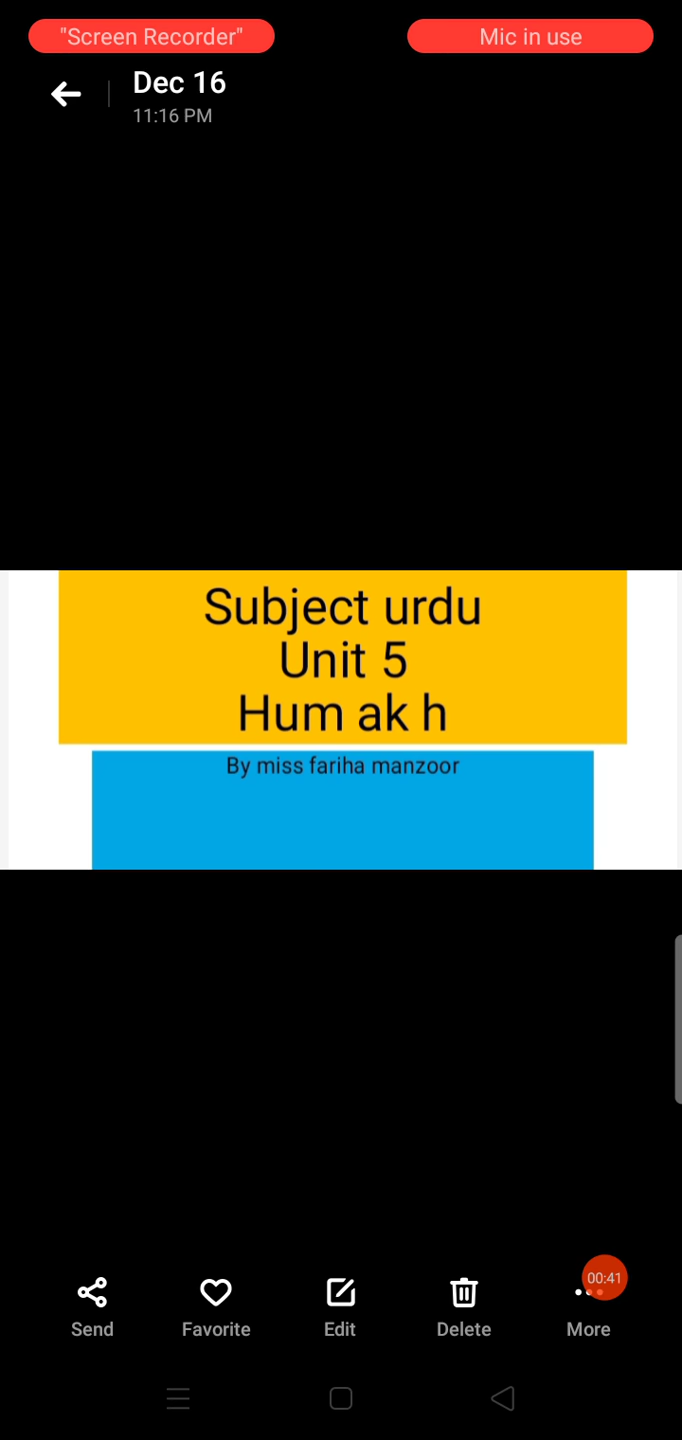 "Screen Recorder"
Mic in use
Dec 16
11:16 PM
Subject urdu
Unit 5
Hum ak h
By miss fariha manzoor
00:41
Send
Favorite
Edit
Delete
More